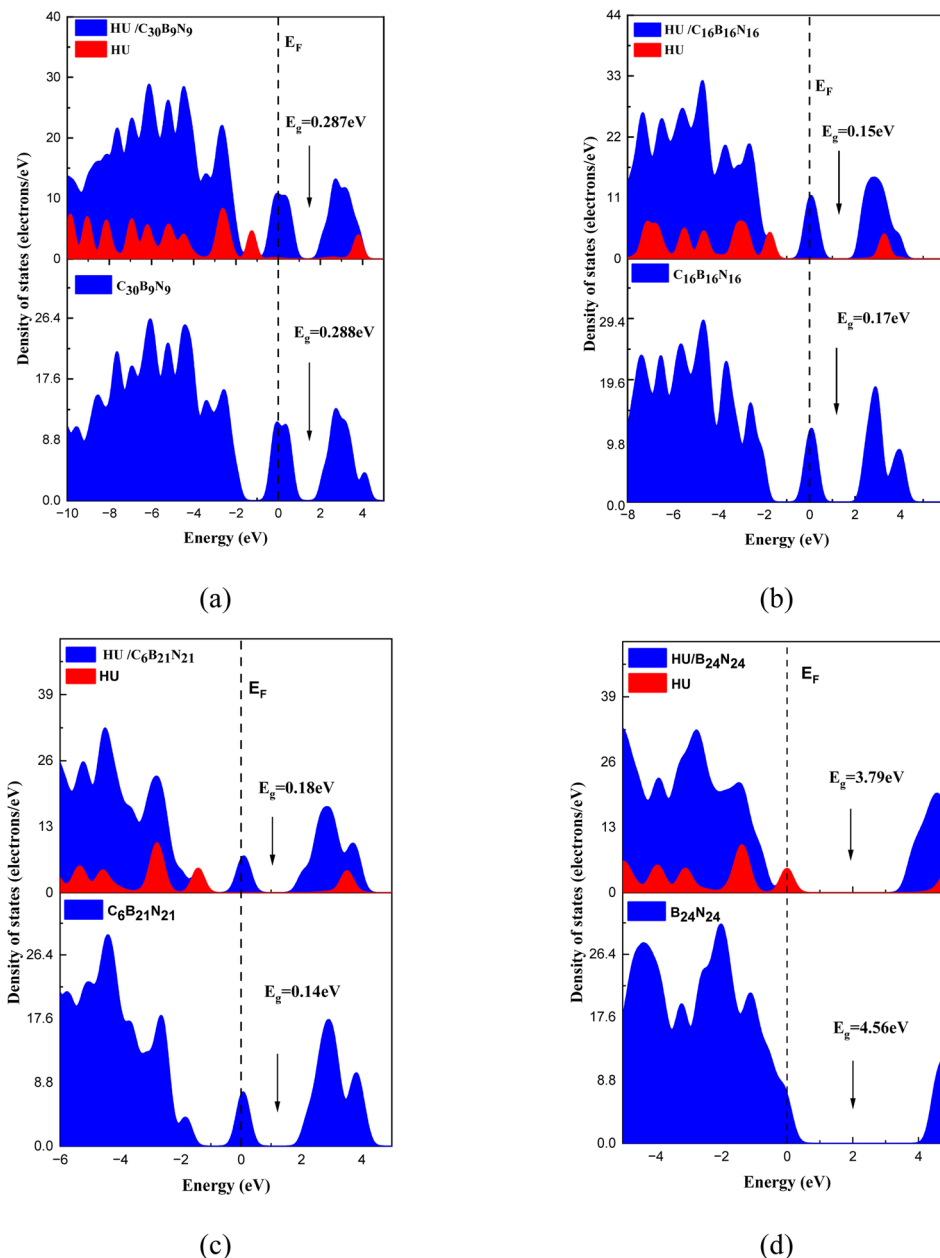 HU /C30B9N9
HU
EF
Eg=0.287eV
40
30
20
10
0
C30B9N9
Eg=0.288eV
26.4
17.6
8.8
0.0
−10 −8 −6 −4 −2 0 2 4
Energy (eV)
Density of states (electrons/eV)
(a)
HU /C16B16N16
HU
EF
Eg=0.15eV
44
33
22
11
0
C16B16N16
Eg=0.17eV
29.4
19.6
9.8
0.0
−8 −6 −4 −2 0 2 4
Energy (eV)
Density of states (electrons/eV)
(b)
HU /C6B21N21
HU
EF
Eg=0.18eV
39
26
13
0
C6B21N21
Eg=0.14eV
26.4
17.6
8.8
0.0
−6 −4 −2 0 2 4
Energy (eV)
Density of states (electrons/eV)
(c)
HU/B24N24
HU
EF
Eg=3.79eV
39
26
13
0
B24N24
Eg=4.56eV
26.4
17.6
8.8
0.0
−4 −2 0 2 4
Energy (eV)
Density of states (electrons/eV)
(d)